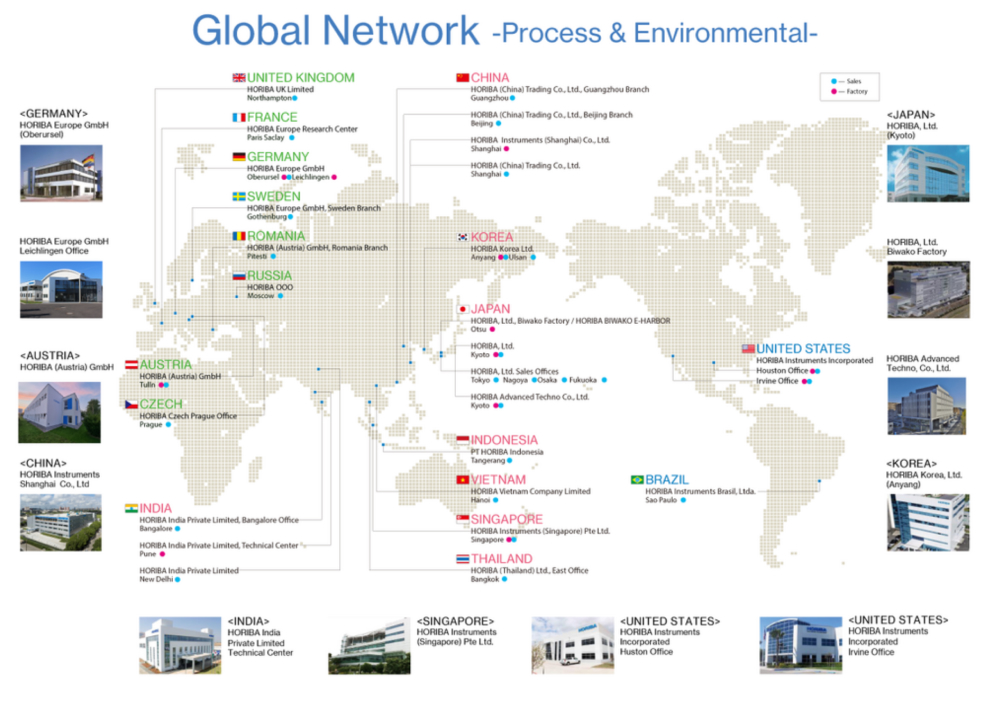 Global Network -Process & Environmental-
Sales
Factory
<GERMANY>
HORIBA Europe GmbH
(Oberursel)
HORIBA Europe GmbH
Leichlingen Office
<AUSTRIA>
HORIBA (Austria) GmbH
<CHINA>
HORIBA Instruments
Shanghai Co., Ltd
UNITED KINGDOM
HORIBA UK Limited
Northampton
FRANCE
HORIBA Europe Research Center
Paris Saclay
GERMANY
HORIBA Europe GmbH
Oberursel Leichlingen
SWEDEN
HORIBA Europe GmbH, Sweden Branch
Gothenburg
ROMANIA
HORIBA (Austria) GmbH, Romania Branch
Pitesti
RUSSIA
HORIBA OOO
Moscow
AUSTRIA
HORIBA (Austria) GmbH
Tulln
CZECH
HORIBA Czech Prague Office
Prague
INDIA
HORIBA India Private Limited, Bangalore Office
Bangalore
HORIBA India Private Limited, Technical Center
Pune
HORIBA India Private Limited
New Delhi
CHINA
HORIBA (China) Trading Co., Ltd., Guangzhou Branch
Guangzhou
HORIBA (China) Trading Co., Ltd., Beijing Branch
Beijing
HORIBA Instruments (Shanghai) Co., Ltd.
Shanghai
HORIBA (China) Trading Co., Ltd.
Shanghai
KOREA
HORIBA Korea Ltd.
Anyang Ulsan
JAPAN
HORIBA, Ltd., Biwako Factory / HORIBA BIWAKO E-HARBOR
Otsu
HORIBA, Ltd.
Kyoto
HORIBA, Ltd. Sales Offices
Tokyo Nagoya Osaka Fukuoka
HORIBA Advanced Techno Co., Ltd.
Kyoto
INDONESIA
PT HORIBA Indonesia
Tangerang
VIETNAM
HORIBA Vietnam Company Limited
Hanoi
SINGAPORE
HORIBA Instruments (Singapore) Pte Ltd.
Singapore
THAILAND
HORIBA (Thailand) Ltd., East Office
Bangkok
UNITED STATES
HORIBA Instruments Incorporated
Houston Office
Irvine Office
BRAZIL
HORIBA Instruments Brasil, Ltda.
Sao Paulo
<JAPAN>
HORIBA, Ltd.
(Kyoto)
HORIBA, Ltd.
Biwako Factory
HORIBA Advanced
Techno, Co., Ltd.
<KOREA>
HORIBA Korea, Ltd.
(Anyang)
<INDIA>
HORIBA India
Private Limited
Technical Center
<SINGAPORE>
HORIBA Instruments
(Singapore) Pte Ltd.
<UNITED STATES>
HORIBA Instruments
Incorporated
Huston Office
<UNITED STATES>
HORIBA Instruments
Incorporated
Irvine Office